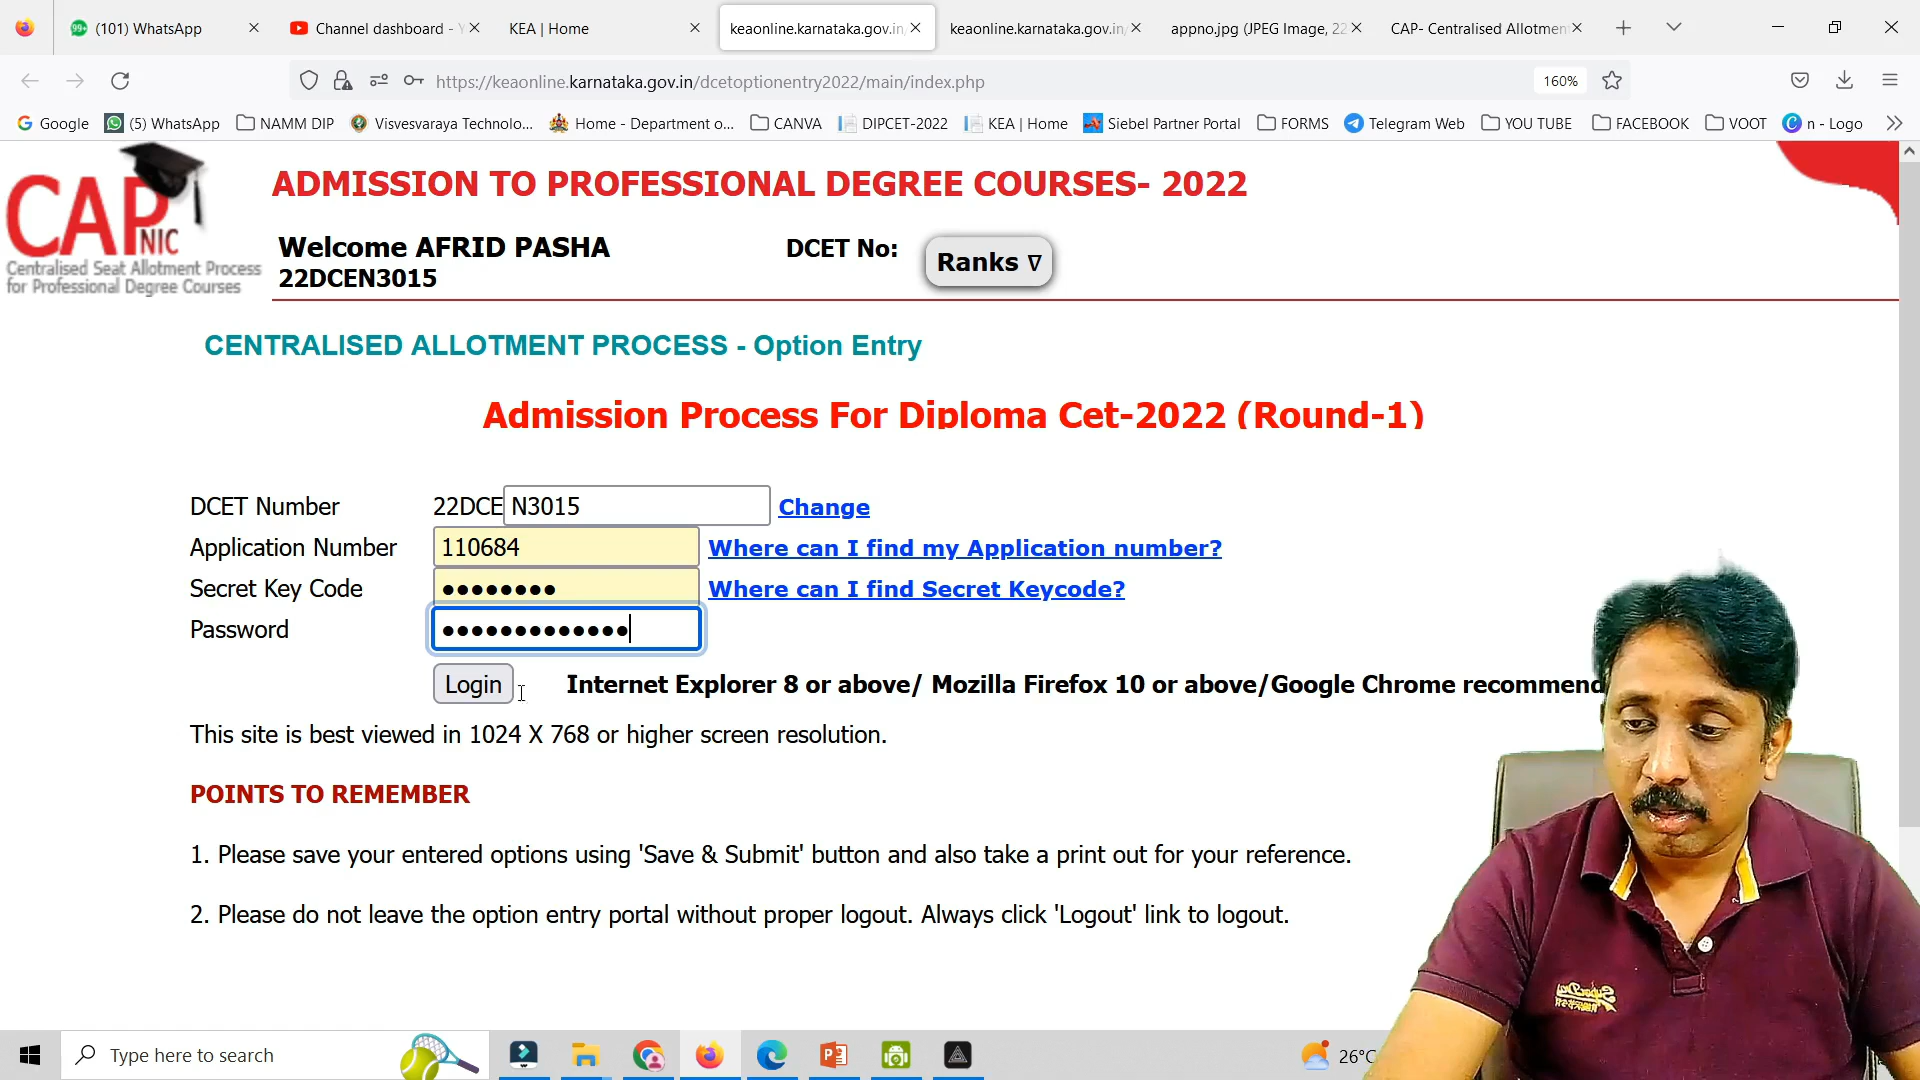 (101) WhatsApp
Channel dashboard - Y
KEA | Home
keaonline.karnataka.gov.in/
keaonline.karnataka.gov.in/
appno.jpg (JPEG Image, 22
CAP- Centralised Allotment
https://keaonline.karnataka.gov.in/dcetoptionentry2022/main/index.php
160%
Google
(5) WhatsApp
NAMM DIP
Visvesvaraya Technolo...
Home - Department o...
CANVA
DIPCET-2022
KEA | Home
Siebel Partner Portal
FORMS
Telegram Web
YOU TUBE
FACEBOOK
VOOT
n - Logo
CAP NIC
Centralised Seat Allotment Process
for Professional Degree Courses
ADMISSION TO PROFESSIONAL DEGREE COURSES- 2022
Welcome AFRID PASHA
22DCEN3015
DCET No:
Ranks ∇
CENTRALISED ALLOTMENT PROCESS - Option Entry
Admission Process For Diploma Cet-2022 (Round-1)
DCET Number 22DCE N3015 Change
Application Number 110684 Where can I find my Application number?
Secret Key Code •••••••• Where can I find Secret Keycode?
Password •••••••••••••
Login Internet Explorer 8 or above/ Mozilla Firefox 10 or above/Google Chrome recommend
This site is best viewed in 1024 X 768 or higher screen resolution.
POINTS TO REMEMBER
1. Please save your entered options using 'Save & Submit' button and also take a print out for your reference.
2. Please do not leave the option entry portal without proper logout. Always click 'Logout' link to logout.
Type here to search
26°C